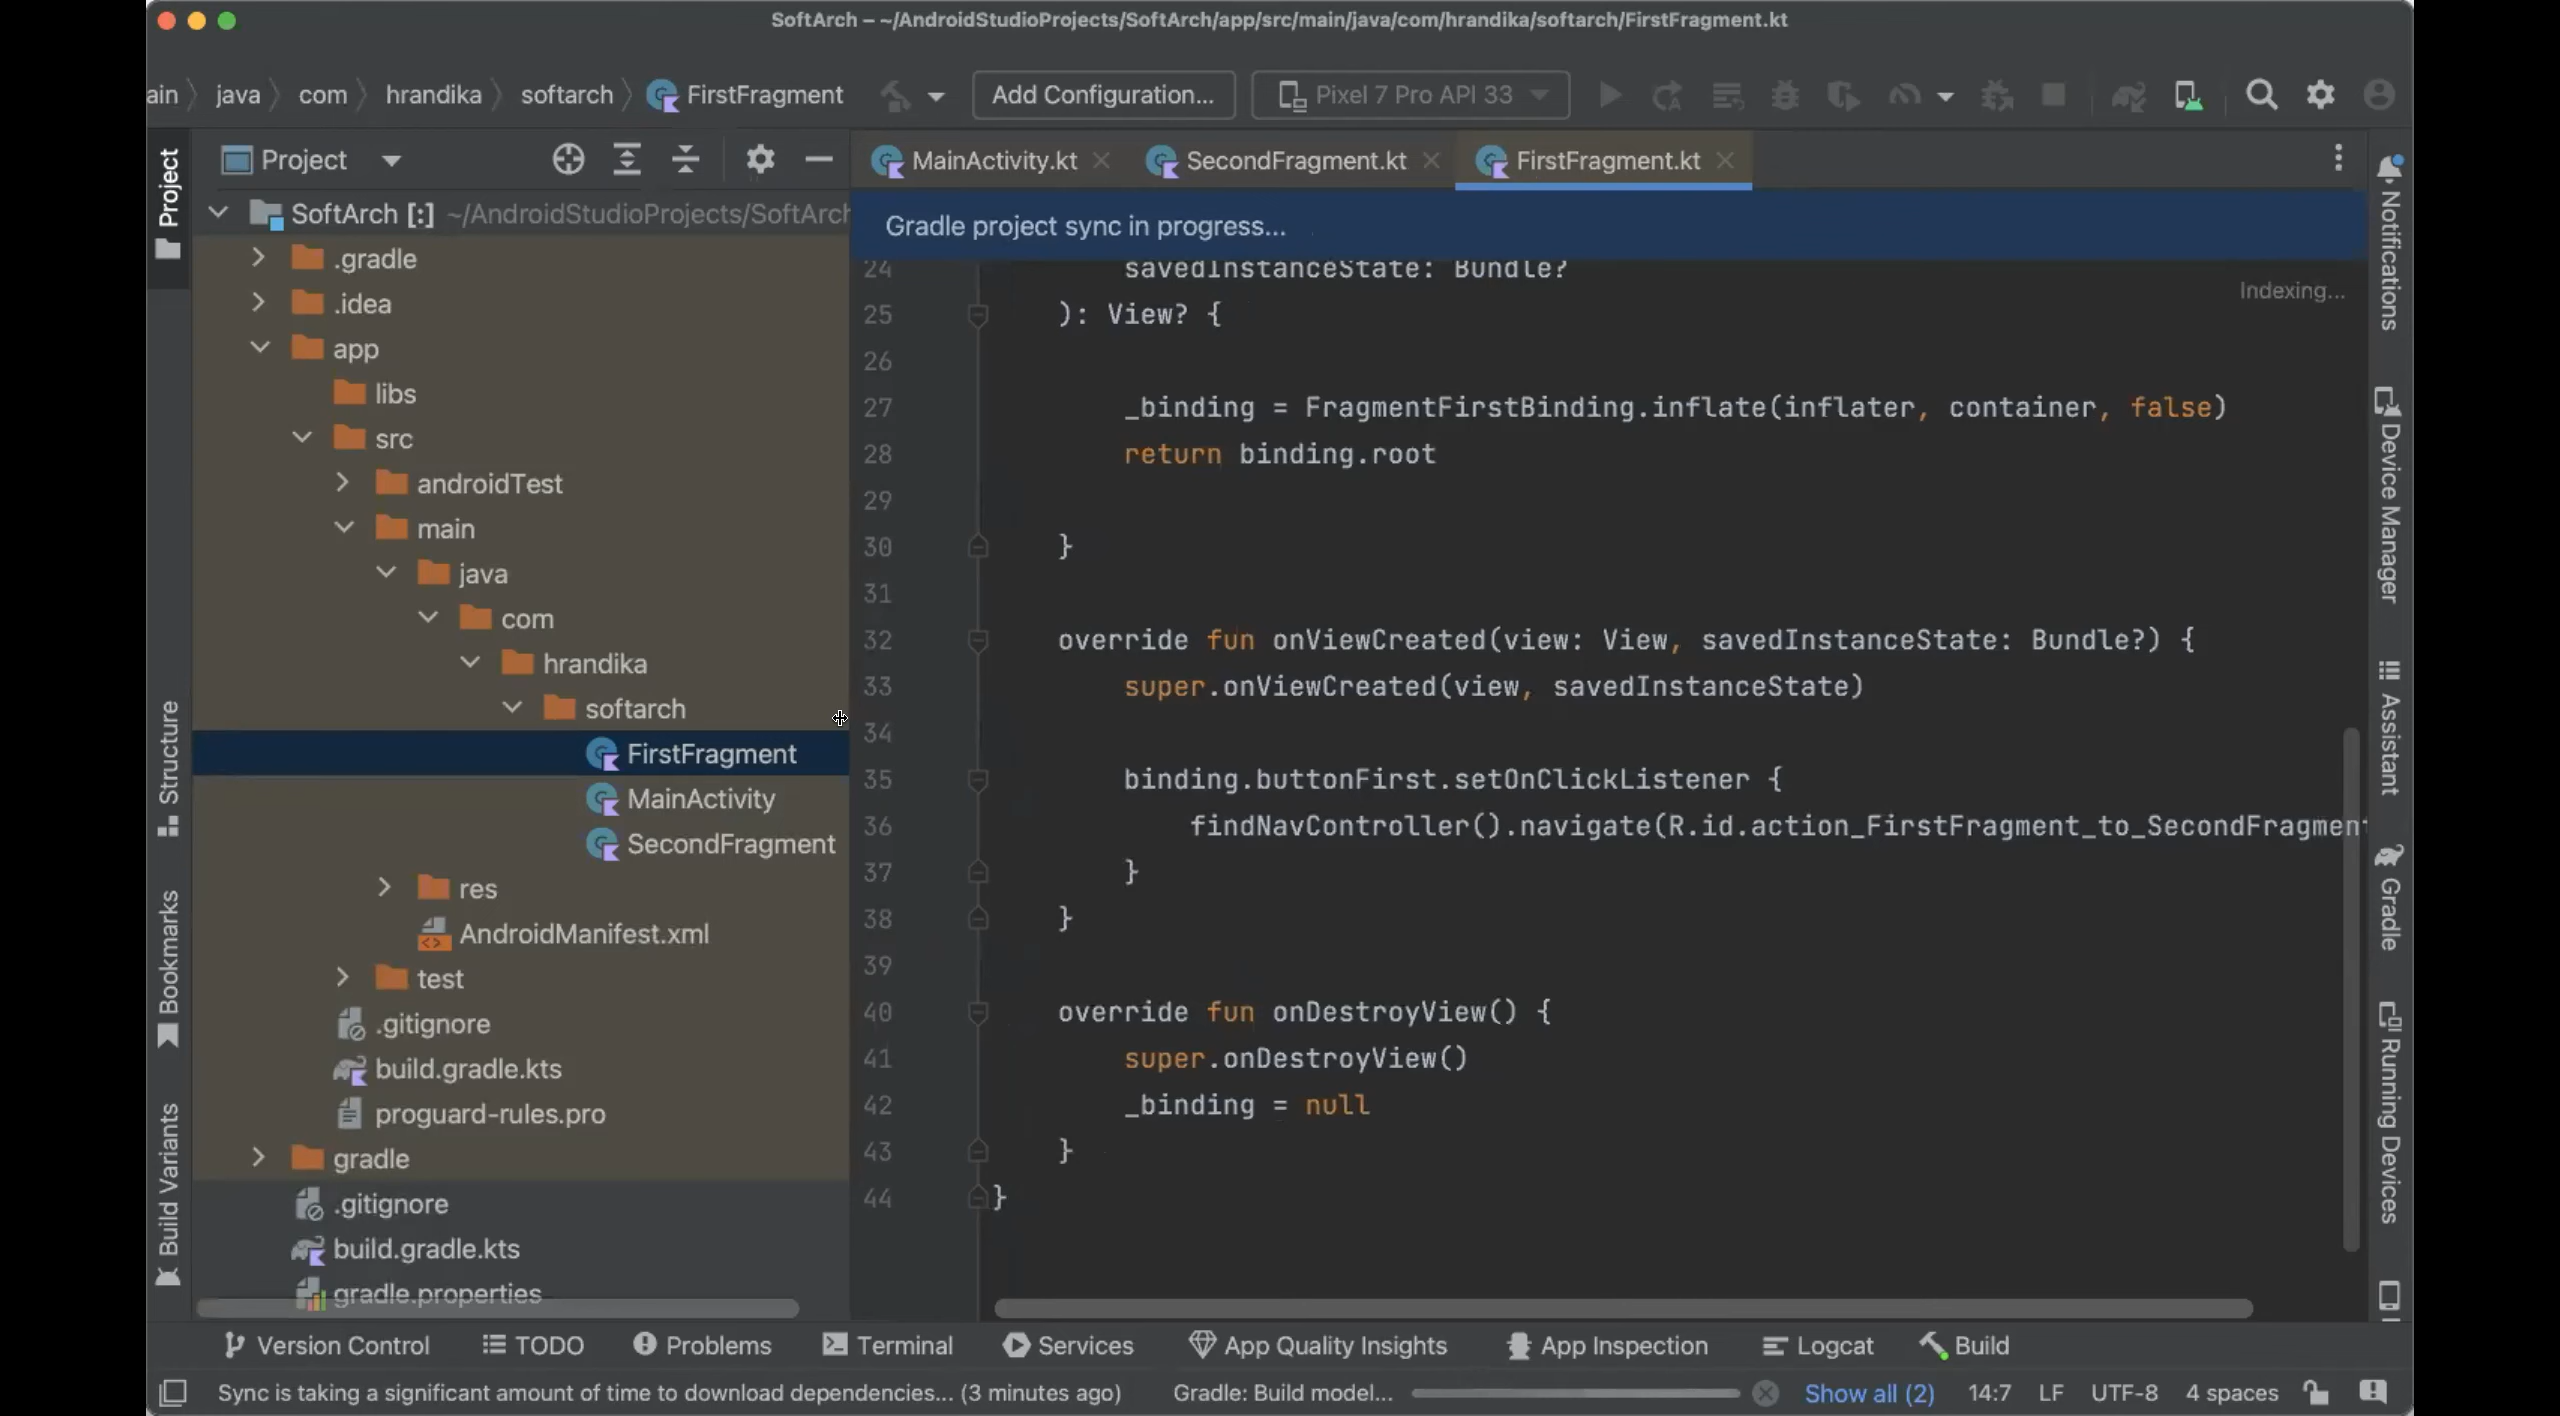 SoftArch – ~/AndroidStudioProjects/SoftArch/app/src/main/java/com/hrandika/softarch/FirstFragment.kt
ain java com hrandika softarch FirstFragment Add Configuration... Pixel 7 Pro API 33
Project
Structure
Bookmarks
Build Variants
Project
SoftArch [:] ~/AndroidStudioProjects/SoftArch
.gradle
.idea
app
libs
src
androidTest
main
java
com
hrandika
softarch
FirstFragment
MainActivity
SecondFragment
res
AndroidManifest.xml
test
.gitignore
build.gradle.kts
proguard-rules.pro
gradle
.gitignore
build.gradle.kts
gradle.properties
MainActivity.kt SecondFragment.kt FirstFragment.kt
Gradle project sync in progress...
Indexing...
24 savedInstanceState: Bundle?
25 ): View? {
26
27 _binding = FragmentFirstBinding.inflate(inflater, container, false)
28 return binding.root
29
30 }
31
32 override fun onViewCreated(view: View, savedInstanceState: Bundle?) {
33 super.onViewCreated(view, savedInstanceState)
34
35 binding.buttonFirst.setOnClickListener {
36 findNavController().navigate(R.id.action_FirstFragment_to_SecondFragment
37 }
38 }
39
40 override fun onDestroyView() {
41 super.onDestroyView()
42 _binding = null
43 }
44 }
Notifications
Device Manager
Assistant
Gradle
Running Devices
Version Control TODO Problems Terminal Services App Quality Insights App Inspection Logcat Build
Sync is taking a significant amount of time to download dependencies... (3 minutes ago) Gradle: Build model... Show all (2) 14:7 LF UTF-8 4 spaces